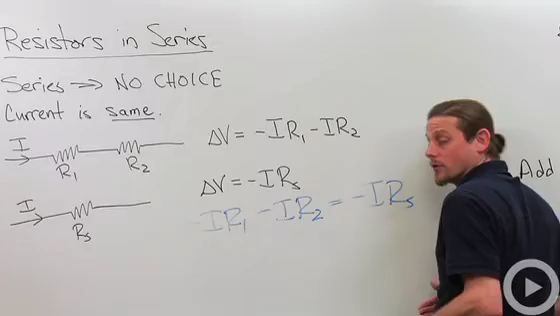 Resistors in Series
Series ⟶ NO CHOICE
Current is same.
I
R₁ R₂
ΔV = -IR₁ - IR₂
I
Rₛ
ΔV = -IRₛ
-IR₁ - IR₂ = -IRₛ
Add